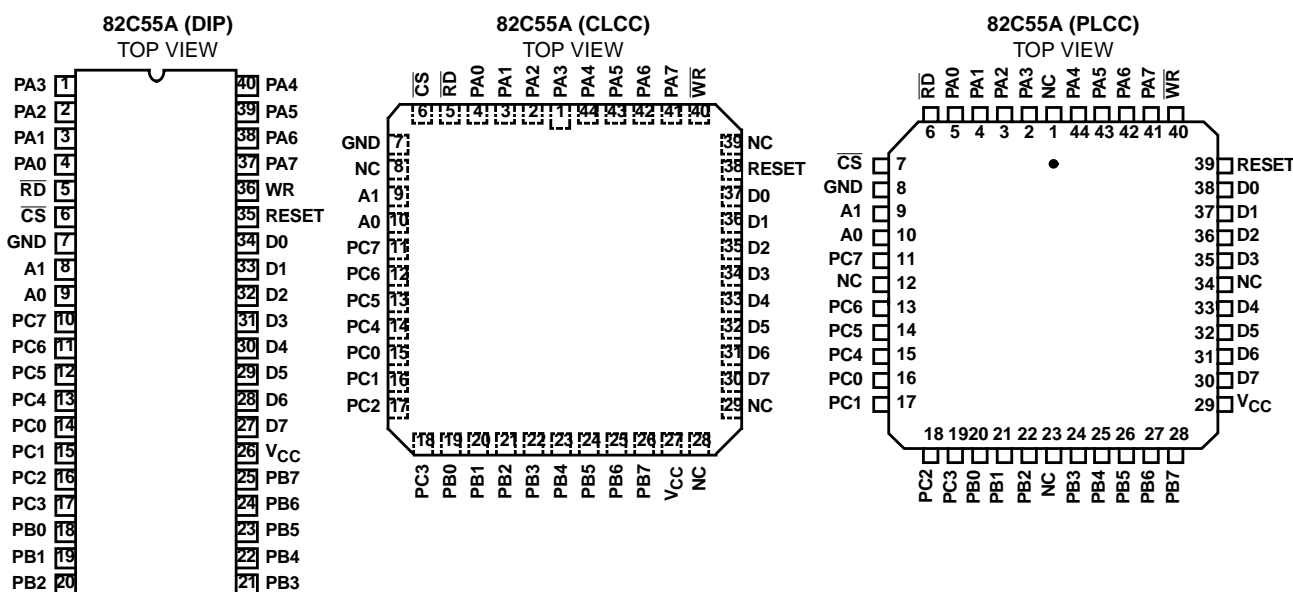 82C55A (DIP)
TOP VIEW
PA3 1
PA2 2
PA1 3
PA0 4
RD 5
CS 6
GND 7
A1 8
A0 9
PC7 10
PC6 11
PC5 12
PC4 13
PC0 14
PC1 15
PC2 16
PC3 17
PB0 18
PB1 19
PB2 20
40 PA4
39 PA5
38 PA6
37 PA7
36 WR
35 RESET
34 D0
33 D1
32 D2
31 D3
30 D4
29 D5
28 D6
27 D7
26 VCC
25 PB7
24 PB6
23 PB5
22 PB4
21 PB3
82C55A (CLCC)
TOP VIEW
CS RD PA0 PA1 PA2 PA3 PA4 PA5 PA6 PA7 WR
6 5 4 3 2 1 44 43 42 41 40
GND 7
NC 8
A1 9
A0 10
PC7 11
PC6 12
PC5 13
PC4 14
PC0 15
PC1 16
PC2 17
39 NC
38 RESET
37 D0
36 D1
35 D2
34 D3
33 D4
32 D5
31 D6
30 D7
29 NC
18 19 20 21 22 23 24 25 26 27 28
PC3 PB0 PB1 PB2 PB3 PB4 PB5 PB6 PB7 VCC NC
82C55A (PLCC)
TOP VIEW
RD PA0 PA1 PA2 PA3 NC PA4 PA5 PA6 PA7 WR
6 5 4 3 2 1 44 43 42 41 40
CS 7
GND 8
A1 9
A0 10
PC7 11
NC 12
PC6 13
PC5 14
PC4 15
PC0 16
PC1 17
39 RESET
38 D0
37 D1
36 D2
35 D3
34 NC
33 D4
32 D5
31 D6
30 D7
29 VCC
18 19 20 21 22 23 24 25 26 27 28
PC2 PC3 PB0 PB1 PB2 NC PB3 PB4 PB5 PB6 PB7